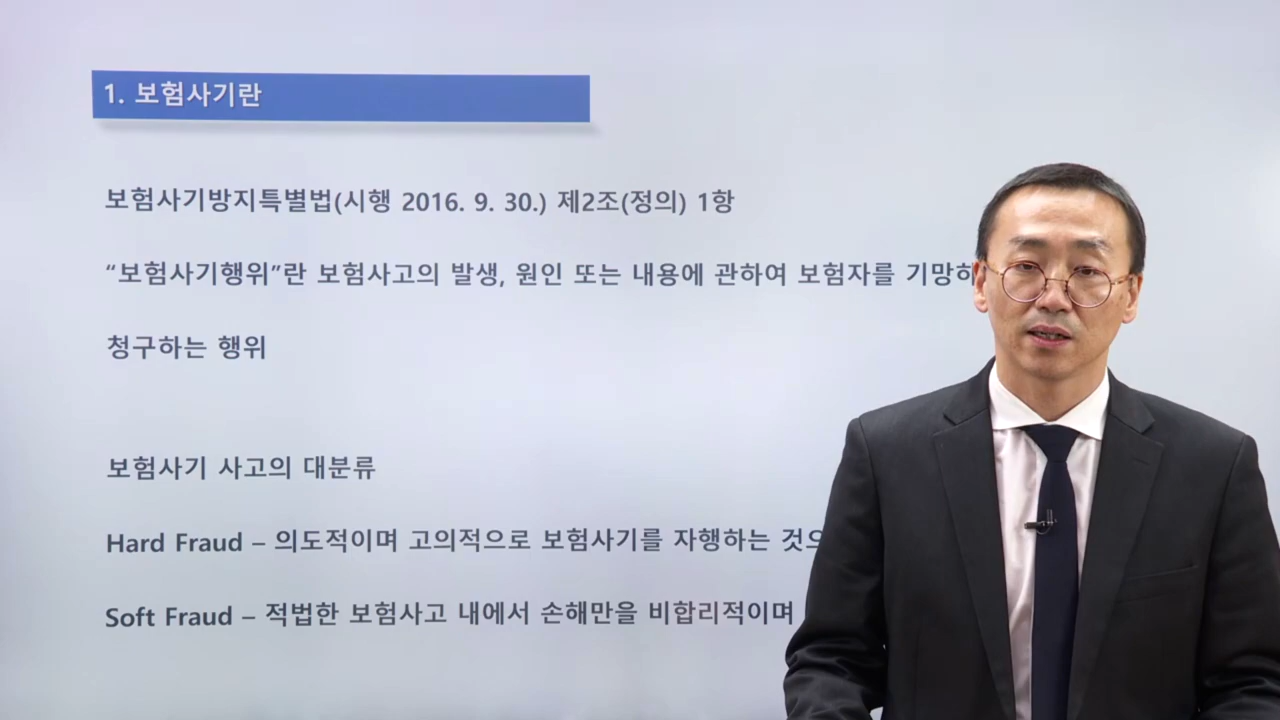 1. 보험사기란
보험사기방지특별법(시행 2016. 9. 30.) 제2조(정의) 1항
“보험사기행위”란 보험사고의 발생, 원인 또는 내용에 관하여 보험자를 기망하
청구하는 행위
보험사기 사고의 대분류
Hard Fraud – 의도적이며 고의적으로 보험사기를 자행하는
Soft Fraud – 적법한 보험사고 내에서 손해만을 비합리적이며